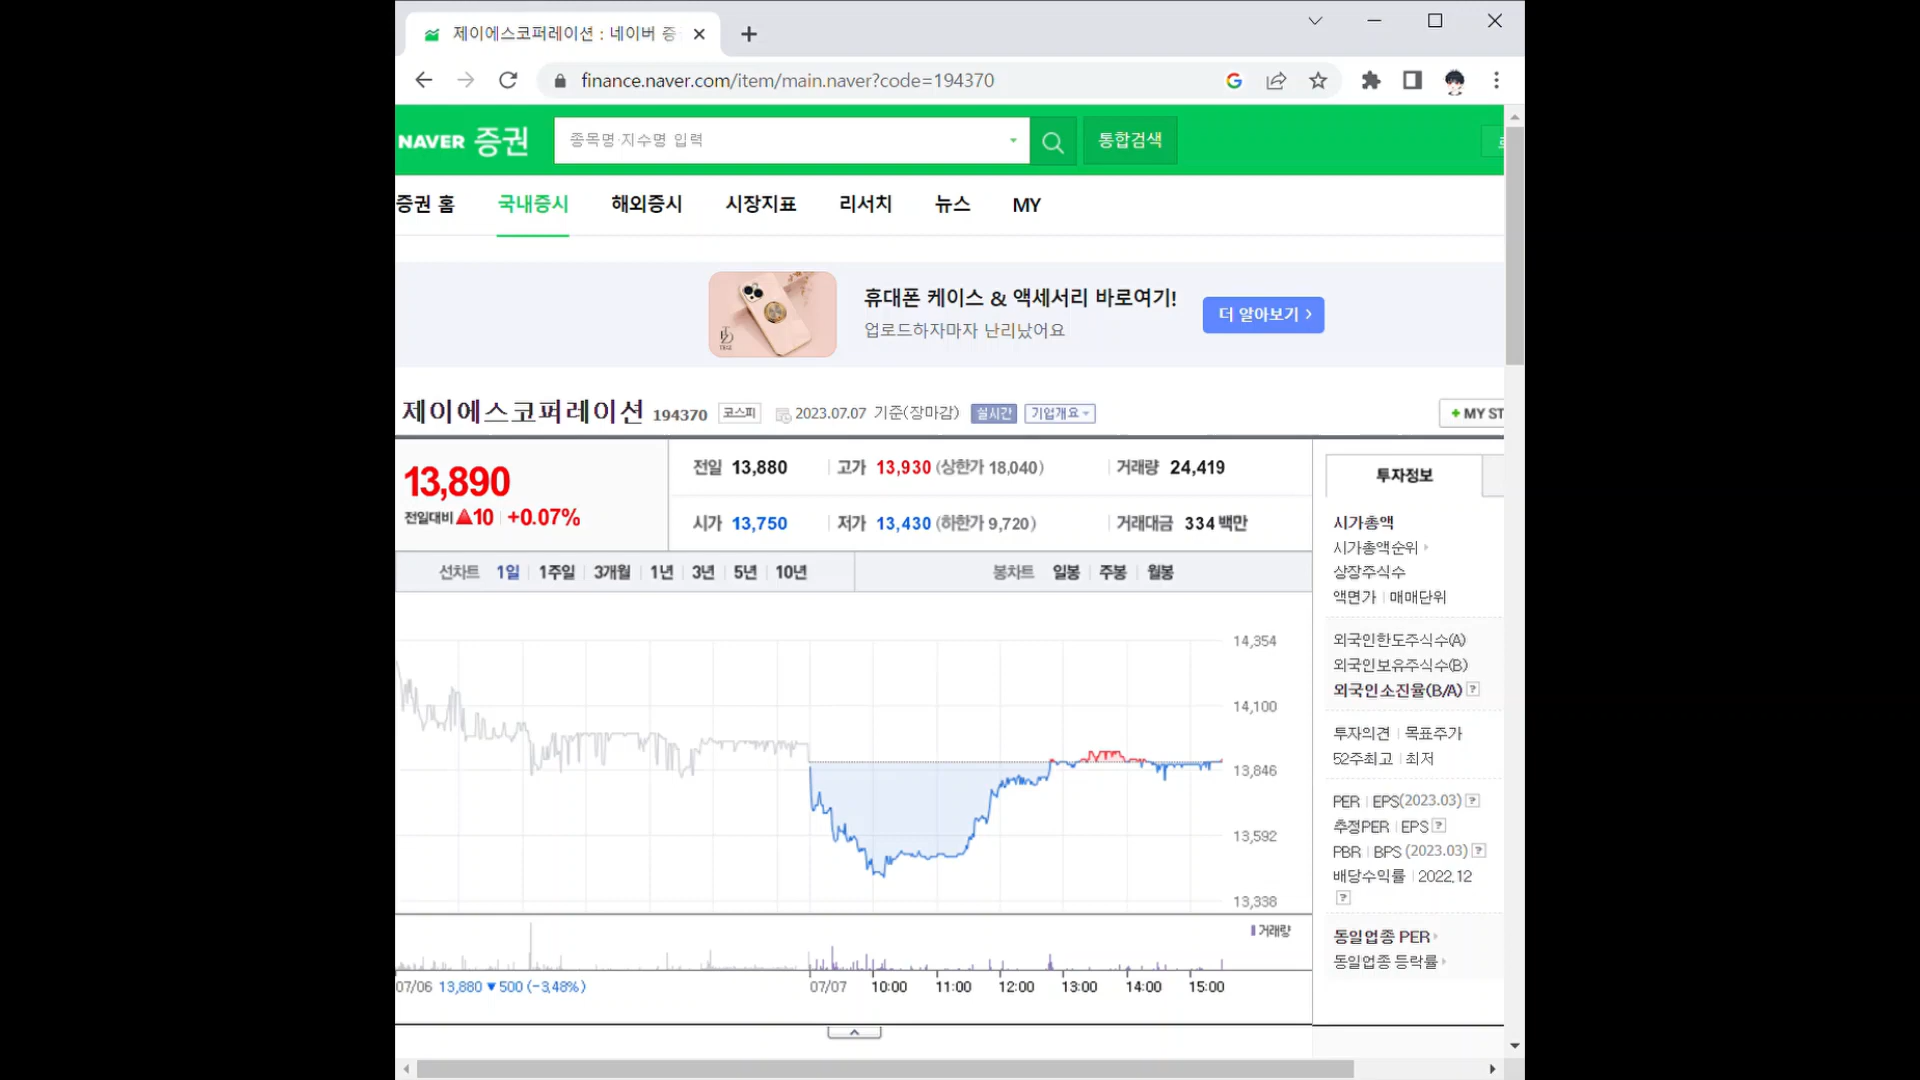 제이에스코퍼레이션 : 네이버 증
finance.naver.com/item/main.naver?code=194370
NAVER 증권
종목명·지수명 입력
통합검색
증권 홈 국내증시 해외증시 시장지표 리서치 뉴스 MY
휴대폰 케이스 & 액세서리 바로여기!
업로드하자마자 난리났어요
더 알아보기 >
제이에스코퍼레이션 194370 코스피 2023.07.07 기준(장마감) 실시간 기업개요
+ MY ST
13,890
전일대비 ▲10 +0.07%
전일 13,880 고가 13,930 (상한가 18,040) 거래량 24,419
시가 13,750 저가 13,430 (하한가 9,720) 거래대금 334 백만
선차트 1일 1주일 3개월 1년 3년 5년 10년
봉차트 일봉 주봉 월봉
14,354
14,100
13,846
13,592
13,338
거래량
07/06 13,880 ▼500 (-3.48%)
07/07 10:00 11:00 12:00 13:00 14:00 15:00
투자정보
시가총액
시가총액순위
상장주식수
액면가 | 매매단위
외국인한도주식수(A)
외국인보유주식수(B)
외국인소진율(B/A) ?
투자의견 | 목표주가
52주최고 | 최저
PER | EPS(2023.03) ?
추정PER | EPS ?
PBR | BPS (2023.03) ?
배당수익률 | 2022.12
?
동일업종 PER
동일업종 등락률